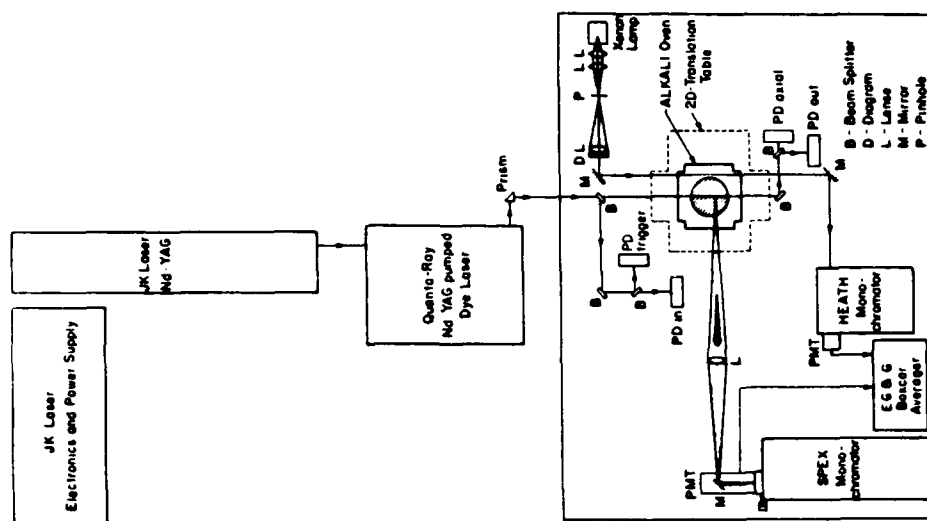 JK Laser
Electronics and Power Supply
JK Laser
Nd·YAG
Quanta-Ray
Nd YAG pumped
Dye Laser
Prism
Xenon
Lamp
L L
P
D L
M
B
ALKALI Oven
2D-Translation
Table
PD axial
B
PD out
B
M
B - Beam Splitter
D - Diagram
L - Lense
M - Mirror
P - Pinhole
PD
trigger
B
B
PD in
L
HEATH
Mono-
chromator
PMT
EG&G
Boxcar
Averager
PMT
M
SPEX
Mono-
chromator